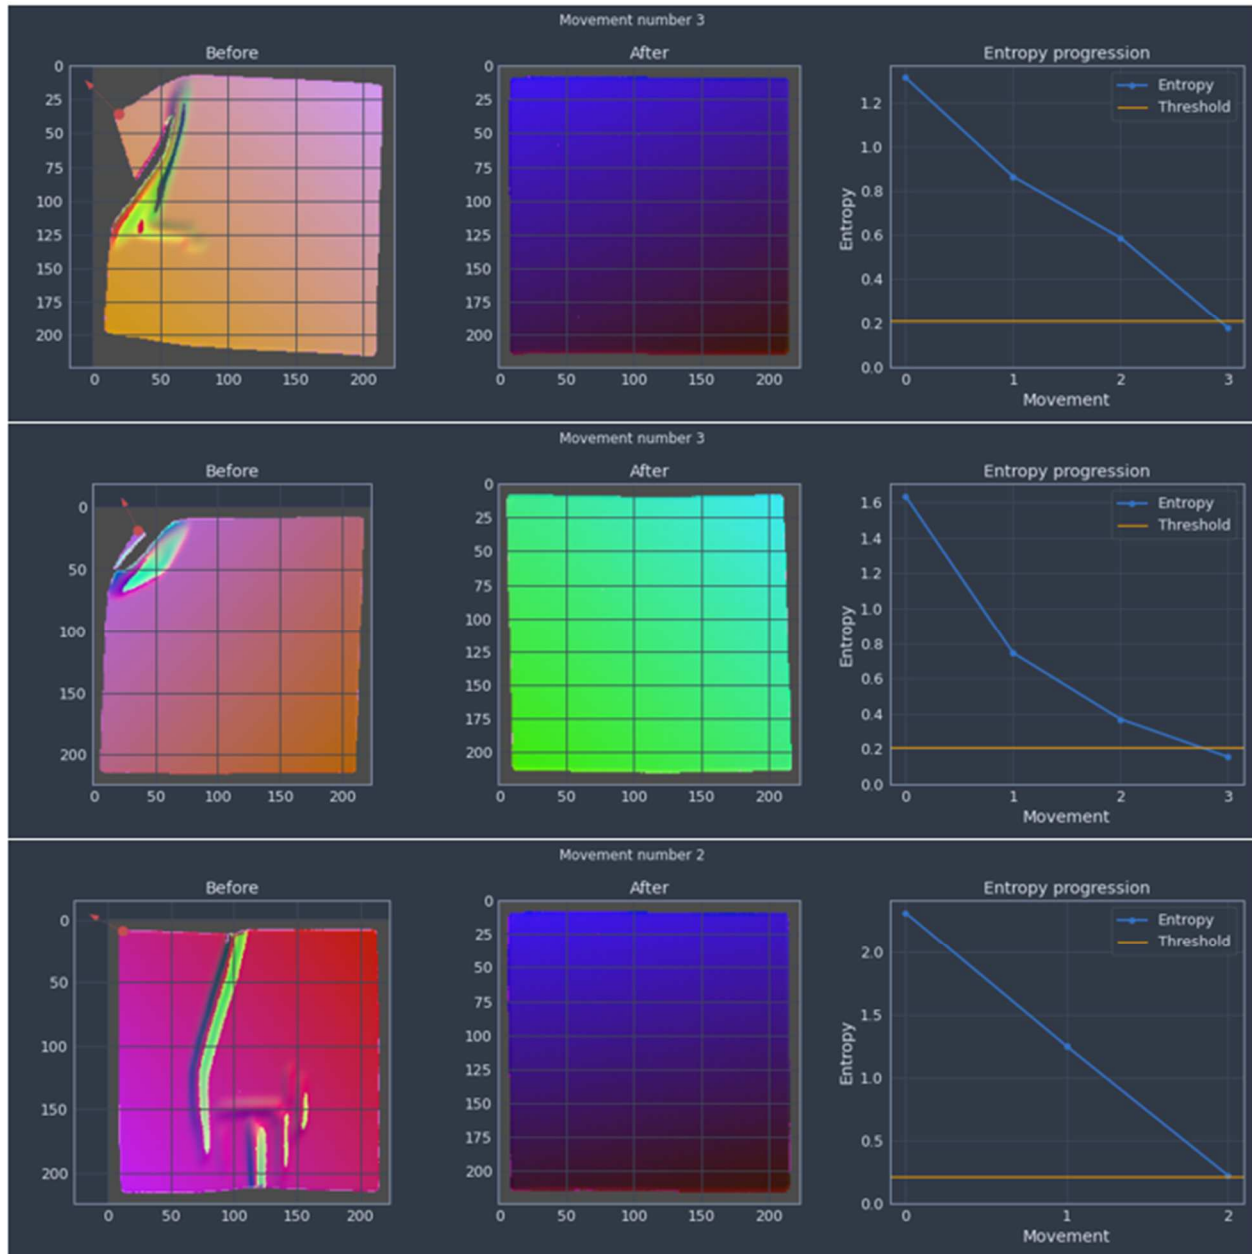 Movement number 3
Before
After
Entropy progression
0
25
50
75
100
125
150
175
200
0 50 100 150 200
0
25
50
75
100
125
150
175
200
0 50 100 150 200
Entropy
Threshold
1.2
1.0
0.8
0.6
0.4
0.2
0.0
Entropy
0 1 2 3
Movement
Movement number 3
Before
After
Entropy progression
0
50
100
150
200
0 50 100 150 200
0
25
50
75
100
125
150
175
200
0 50 100 150 200
Entropy
Threshold
1.6
1.4
1.2
1.0
0.8
0.6
0.4
0.2
0.0
Entropy
0 1 2 3
Movement
Movement number 2
Before
After
Entropy progression
0
50
100
150
200
0 50 100 150 200
0
25
50
75
100
125
150
175
200
0 50 100 150 200
Entropy
Threshold
2.0
1.5
1.0
0.5
0.0
Entropy
0 1 2
Movement